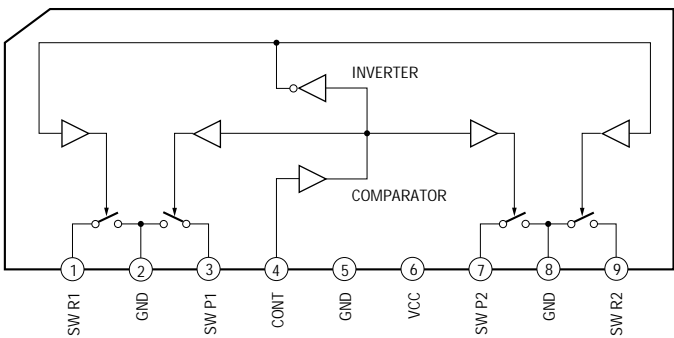 INVERTER
COMPARATOR
1 2 3 4 5 6 7 8 9
SW R1
GND
SW P1
CONT
GND
VCC
SW P2
GND
SW R2